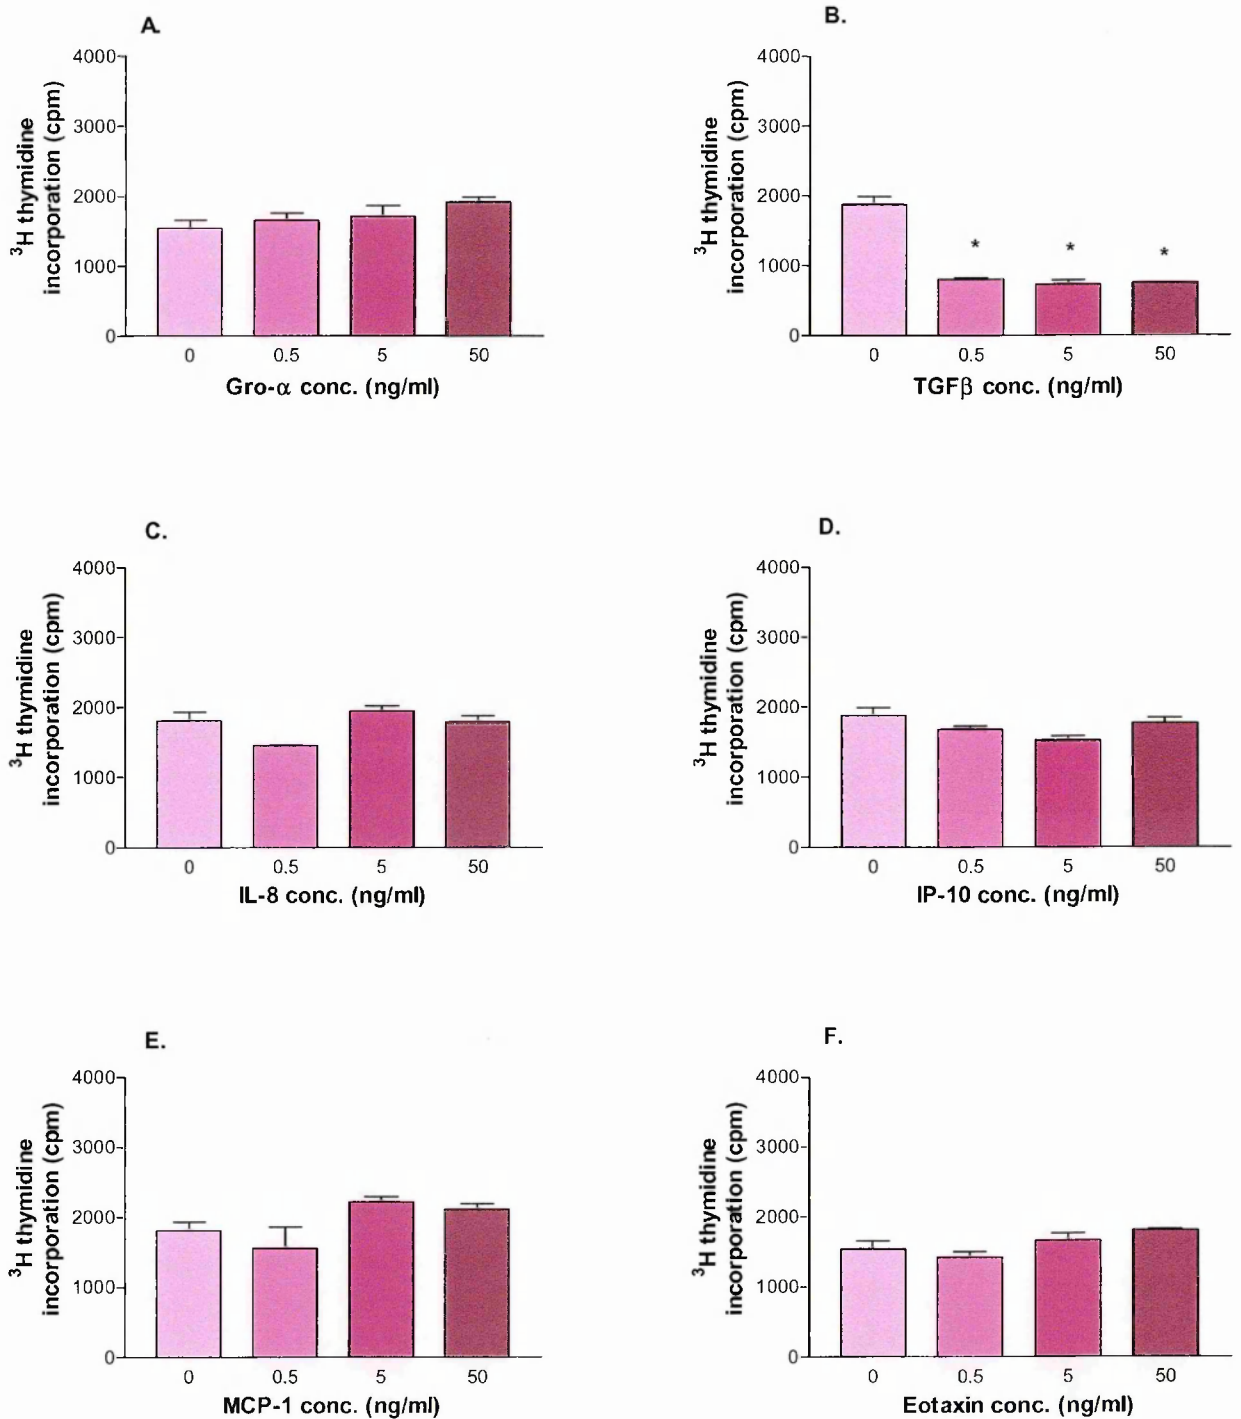 A.
4000
3000
2000
1000
0
³H thymidine
incorporation (cpm)
0 0.5 5 50
Gro-α conc. (ng/ml)
B.
4000
3000
2000
1000
0
³H thymidine
incorporation (cpm)
* * *
0 0.5 5 50
TGFβ conc. (ng/ml)
C.
4000
3000
2000
1000
0
³H thymidine
incorporation (cpm)
0 0.5 5 50
IL-8 conc. (ng/ml)
D.
4000
3000
2000
1000
0
³H thymidine
incorporation (cpm)
0 0.5 5 50
IP-10 conc. (ng/ml)
E.
4000
3000
2000
1000
0
³H thymidine
incorporation (cpm)
0 0.5 5 50
MCP-1 conc. (ng/ml)
F.
4000
3000
2000
1000
0
³H thymidine
incorporation (cpm)
0 0.5 5 50
Eotaxin conc. (ng/ml)